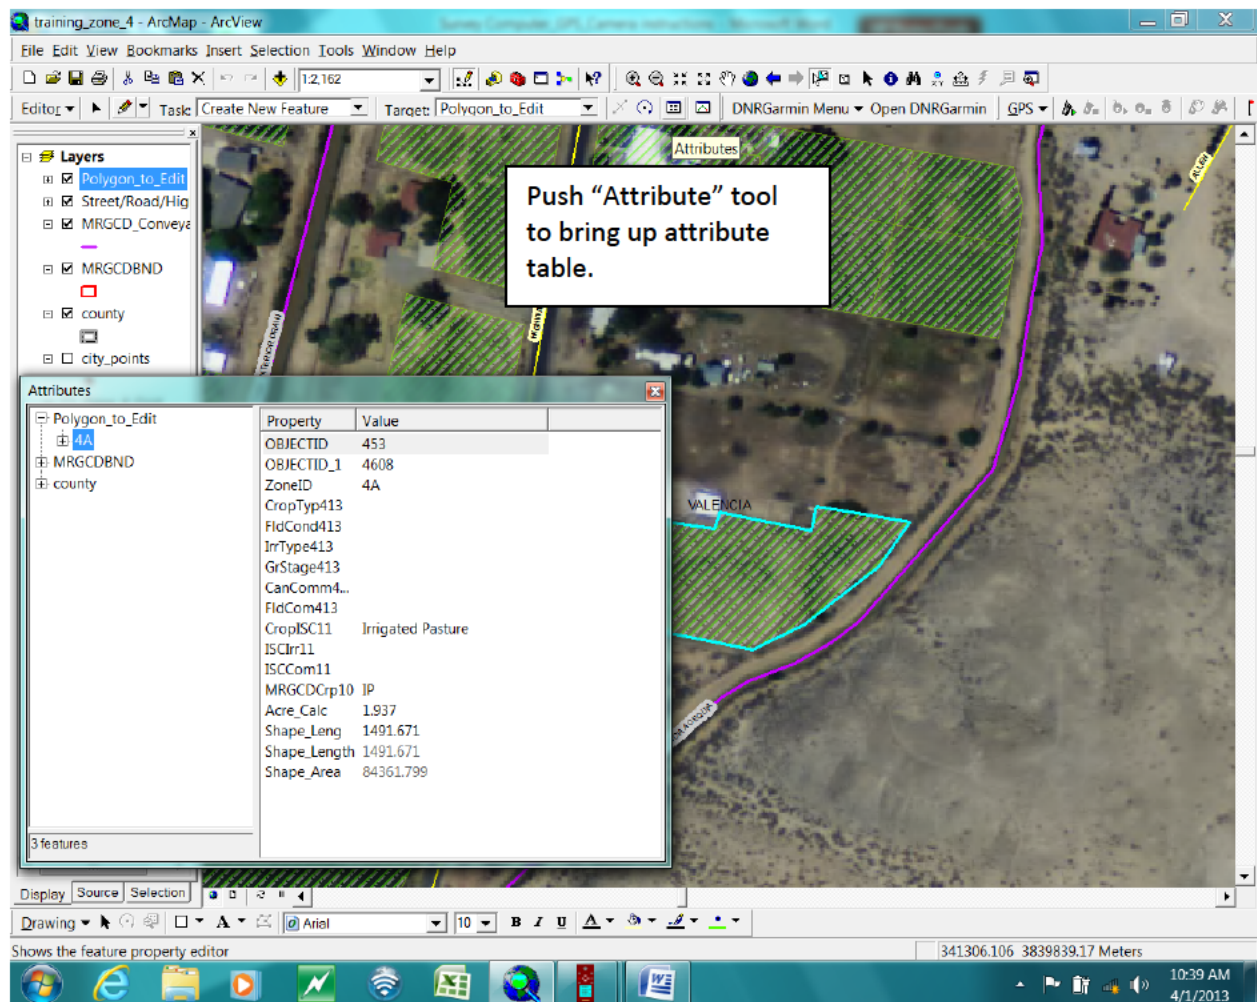 training_zone_4 - ArcMap - ArcView
File Edit View Bookmarks Insert Selection Tools Window Help
1:2,162
Editor Task: Create New Feature Target: Polygon_to_Edit DNRGarmin Menu Open DNRGarmin GPS
Layers
Polygon_to_Edit
Street/Road/Hig
MRGCD_Conveya
MRGCDBND
county
city_points
Attributes
Push “Attribute” tool
to bring up attribute
table.
ALLEN
VALENCIA
Attributes
Polygon_to_Edit
4A
MRGCDBND
county
3 features
Property Value
OBJECTID 453
OBJECTID_1 4608
ZoneID 4A
CropTyp413
FldCond413
IrrType413
GrStage413
CanComm4...
FldCom413
CropISC11 Irrigated Pasture
ISCIrr11
ISCCom11
MRGCDCrp10 IP
Acre_Calc 1.937
Shape_Leng 1491.671
Shape_Length 1491.671
Shape_Area 84361.799
Display Source Selection
Drawing A Arial 10 B I U A
Shows the feature property editor
341306.106 3839839.17 Meters
10:39 AM
4/1/2013